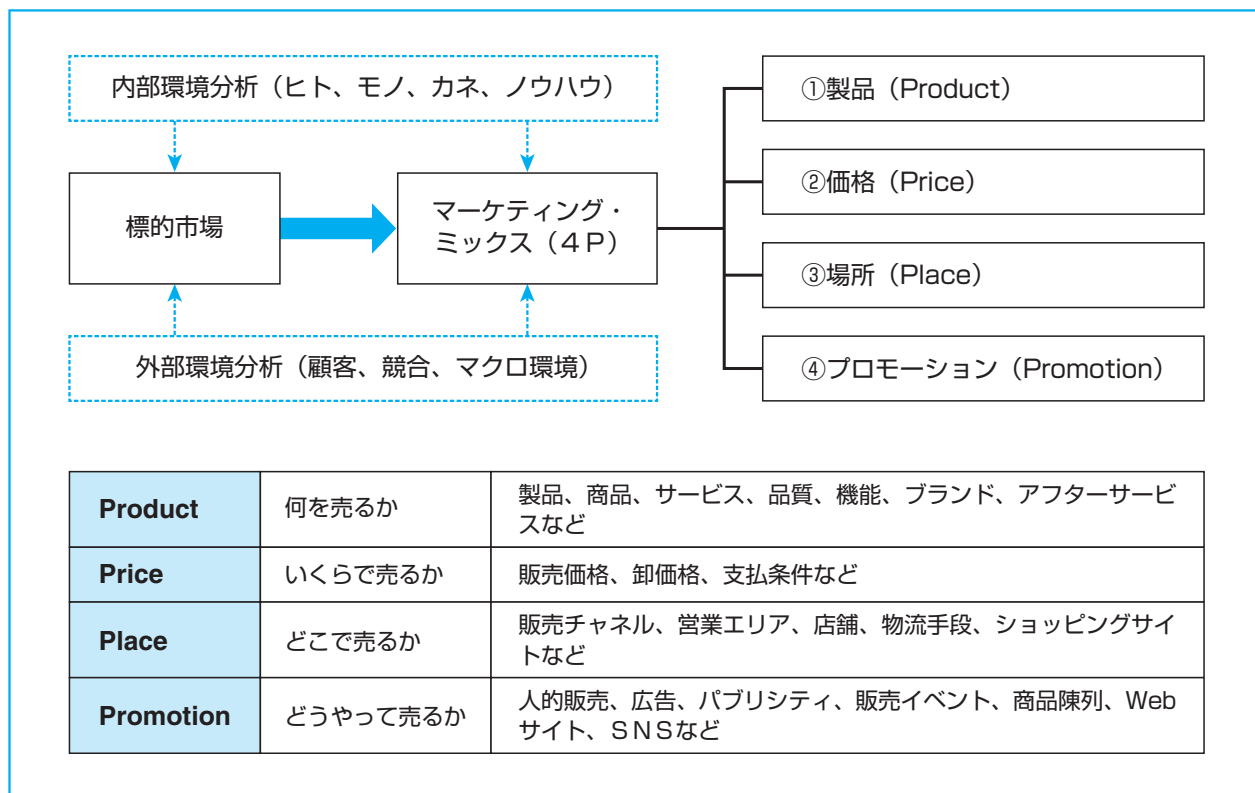 内部環境分析（ヒト、モノ、カネ、ノウハウ）
標的市場
マーケティング・
ミックス（４Ｐ）
外部環境分析（顧客、競合、マクロ環境）
①製品（Product）
②価格（Price）
③場所（Place）
④プロモーション（Promotion）
Product
何を売るか
製品、商品、サービス、品質、機能、ブランド、アフターサービ
スなど
Price
いくらで売るか
販売価格、卸価格、支払条件など
Place
どこで売るか
販売チャネル、営業エリア、店舗、物流手段、ショッピングサイ
トなど
Promotion
どうやって売るか
人的販売、広告、パブリシティ、販売イベント、商品陳列、Web
サイト、ＳＮＳなど